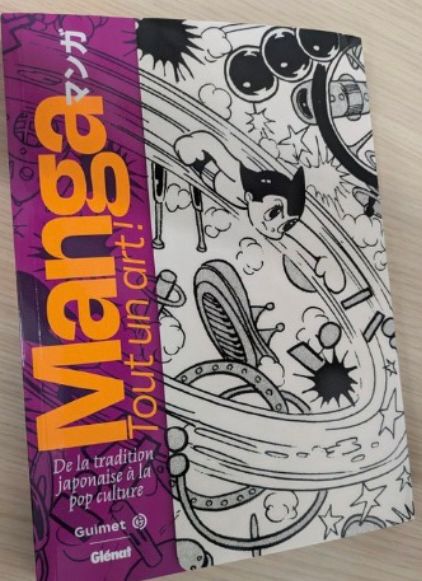 Manga マンガ
Tout un art !
De la tradition
japonaise à la
pop culture
Guimet
Glénat